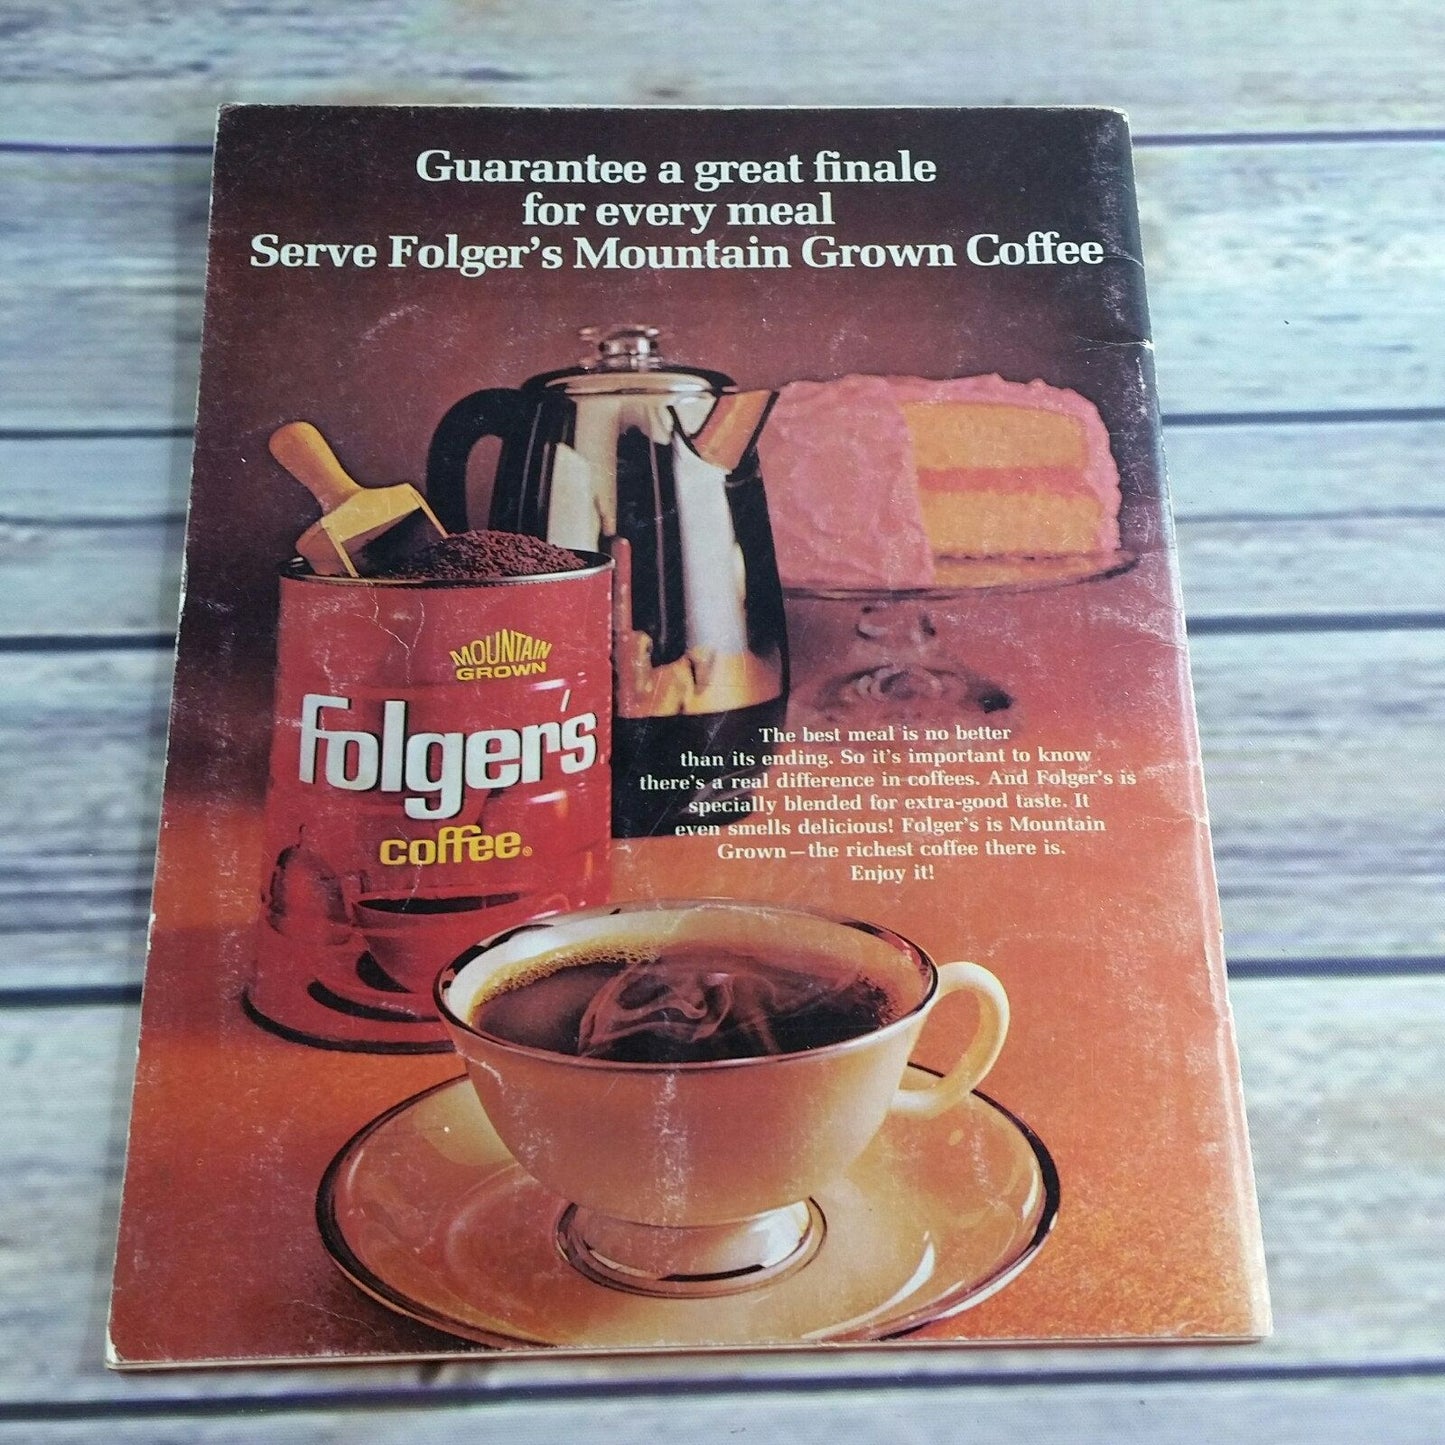 Guarantee a great finale
for every meal
Serve Folger's Mountain Grown Coffee
MOUNTAIN
GROWN
Folger's
coffee®
The best meal is no better
than its ending. So it's important to know
there's a real difference in coffees. And Folger's is
specially blended for extra-good taste. It
even smells delicious! Folger's is Mountain
Grown—the richest coffee there is.
Enjoy it!